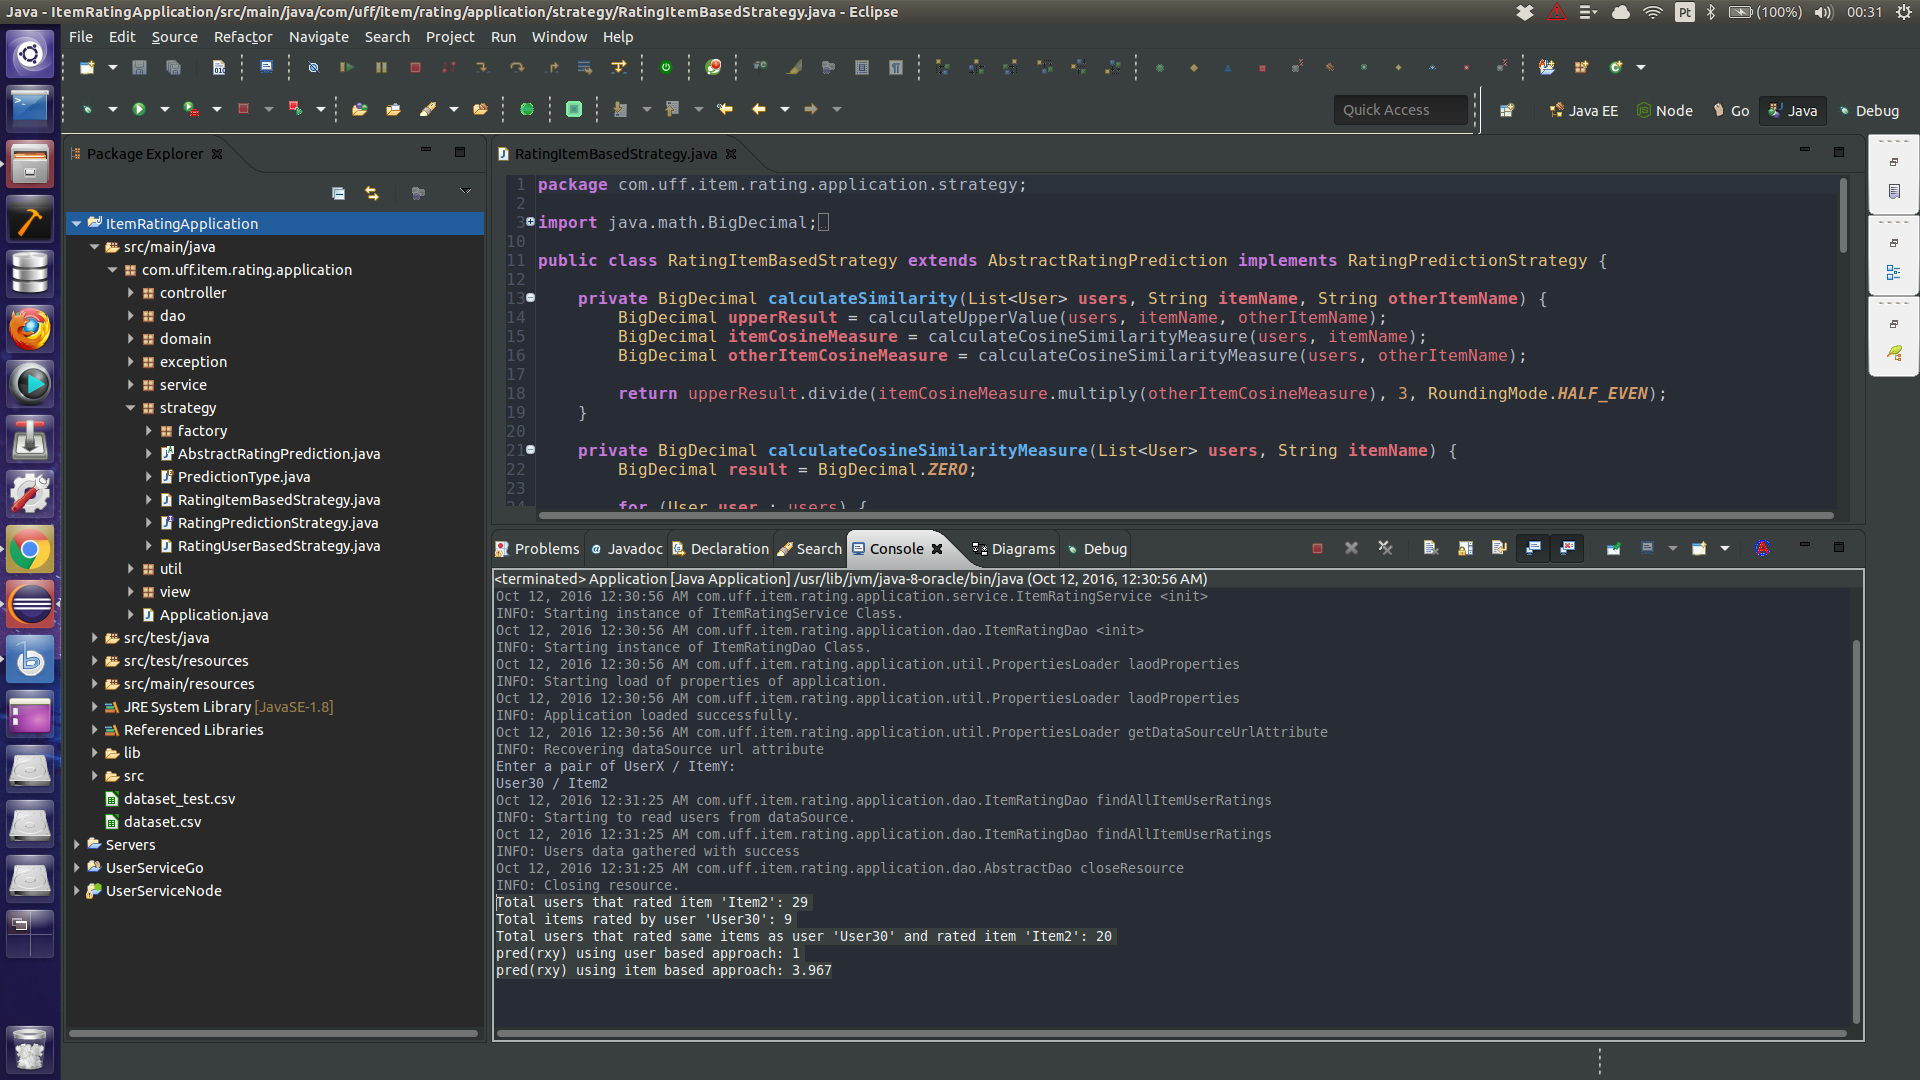 Java - ItemRatingApplication/src/main/java/com/uff/item/rating/application/strategy/RatingItemBasedStrategy.java - Eclipse
Pt (100%) 00:31
File Edit Source Refactor Navigate Search Project Run Window Help
Quick Access Java EE Node Go Java Debug
Package Explorer
ItemRatingApplication
src/main/java
com.uff.item.rating.application
controller
dao
domain
exception
service
strategy
factory
AbstractRatingPrediction.java
PredictionType.java
RatingItemBasedStrategy.java
RatingPredictionStrategy.java
RatingUserBasedStrategy.java
util
view
Application.java
src/test/java
src/test/resources
src/main/resources
JRE System Library [JavaSE-1.8]
Referenced Libraries
lib
src
dataset_test.csv
dataset.csv
Servers
UserServiceGo
UserServiceNode
RatingItemBasedStrategy.java
1 package com.uff.item.rating.application.strategy;
2
3 import java.math.BigDecimal;
10
11 public class RatingItemBasedStrategy extends AbstractRatingPrediction implements RatingPredictionStrategy {
12
13 private BigDecimal calculateSimilarity(List<User> users, String itemName, String otherItemName) {
14 BigDecimal upperResult = calculateUpperValue(users, itemName, otherItemName);
15 BigDecimal itemCosineMeasure = calculateCosineSimilarityMeasure(users, itemName);
16 BigDecimal otherItemCosineMeasure = calculateCosineSimilarityMeasure(users, otherItemName);
17
18 return upperResult.divide(itemCosineMeasure.multiply(otherItemCosineMeasure), 3, RoundingMode.HALF_EVEN);
19 }
20
21 private BigDecimal calculateCosineSimilarityMeasure(List<User> users, String itemName) {
22 BigDecimal result = BigDecimal.ZERO;
23
24 for (User user : users) {
Problems Javadoc Declaration Search Console Diagrams Debug
<terminated> Application [Java Application] /usr/lib/jvm/java-8-oracle/bin/java (Oct 12, 2016, 12:30:56 AM)
Oct 12, 2016 12:30:56 AM com.uff.item.rating.application.service.ItemRatingService <init>
INFO: Starting instance of ItemRatingService Class.
Oct 12, 2016 12:30:56 AM com.uff.item.rating.application.dao.ItemRatingDao <init>
INFO: Starting instance of ItemRatingDao Class.
Oct 12, 2016 12:30:56 AM com.uff.item.rating.application.util.PropertiesLoader laodProperties
INFO: Starting load of properties of application.
Oct 12, 2016 12:30:56 AM com.uff.item.rating.application.util.PropertiesLoader laodProperties
INFO: Application loaded successfully.
Oct 12, 2016 12:30:56 AM com.uff.item.rating.application.util.PropertiesLoader getDataSourceUrlAttribute
INFO: Recovering dataSource url attribute
Enter a pair of UserX / ItemY:
User30 / Item2
Oct 12, 2016 12:31:25 AM com.uff.item.rating.application.dao.ItemRatingDao findAllItemUserRatings
INFO: Starting to read users from dataSource.
Oct 12, 2016 12:31:25 AM com.uff.item.rating.application.dao.ItemRatingDao findAllItemUserRatings
INFO: Users data gathered with success
Oct 12, 2016 12:31:25 AM com.uff.item.rating.application.dao.AbstractDao closeResource
INFO: Closing resource.
Total users that rated item 'Item2': 29
Total items rated by user 'User30': 9
Total users that rated same items as user 'User30' and rated item 'Item2': 20
pred(rxy) using user based approach: 1
pred(rxy) using item based approach: 3.967